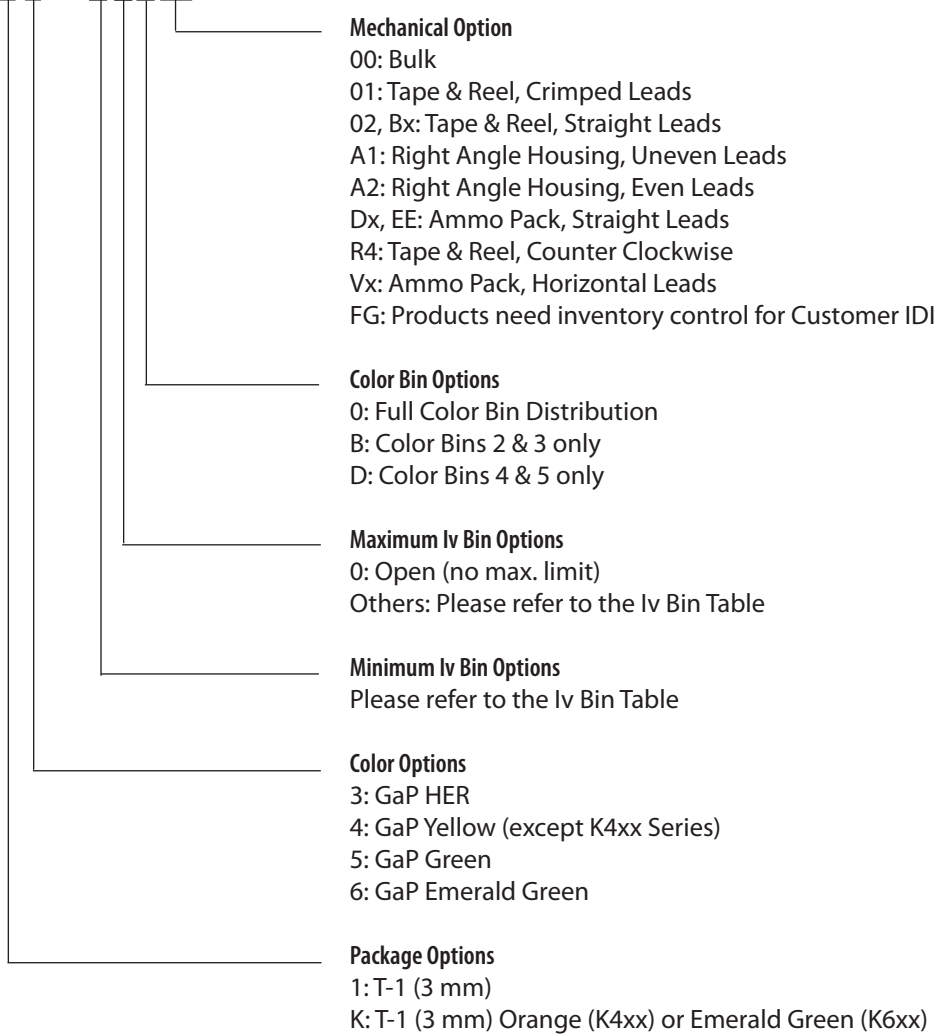 Mechanical Option
00: Bulk
01: Tape & Reel, Crimped Leads
02, Bx: Tape & Reel, Straight Leads
A1: Right Angle Housing, Uneven Leads
A2: Right Angle Housing, Even Leads
Dx, EE: Ammo Pack, Straight Leads
R4: Tape & Reel, Counter Clockwise
Vx: Ammo Pack, Horizontal Leads
FG: Products need inventory control for Customer IDI
Color Bin Options
0: Full Color Bin Distribution
B: Color Bins 2 & 3 only
D: Color Bins 4 & 5 only
Maximum Iv Bin Options
0: Open (no max. limit)
Others: Please refer to the Iv Bin Table
Minimum Iv Bin Options
Please refer to the Iv Bin Table
Color Options
3: GaP HER
4: GaP Yellow (except K4xx Series)
5: GaP Green
6: GaP Emerald Green
Package Options
1: T-1 (3 mm)
K: T-1 (3 mm) Orange (K4xx) or Emerald Green (K6xx)